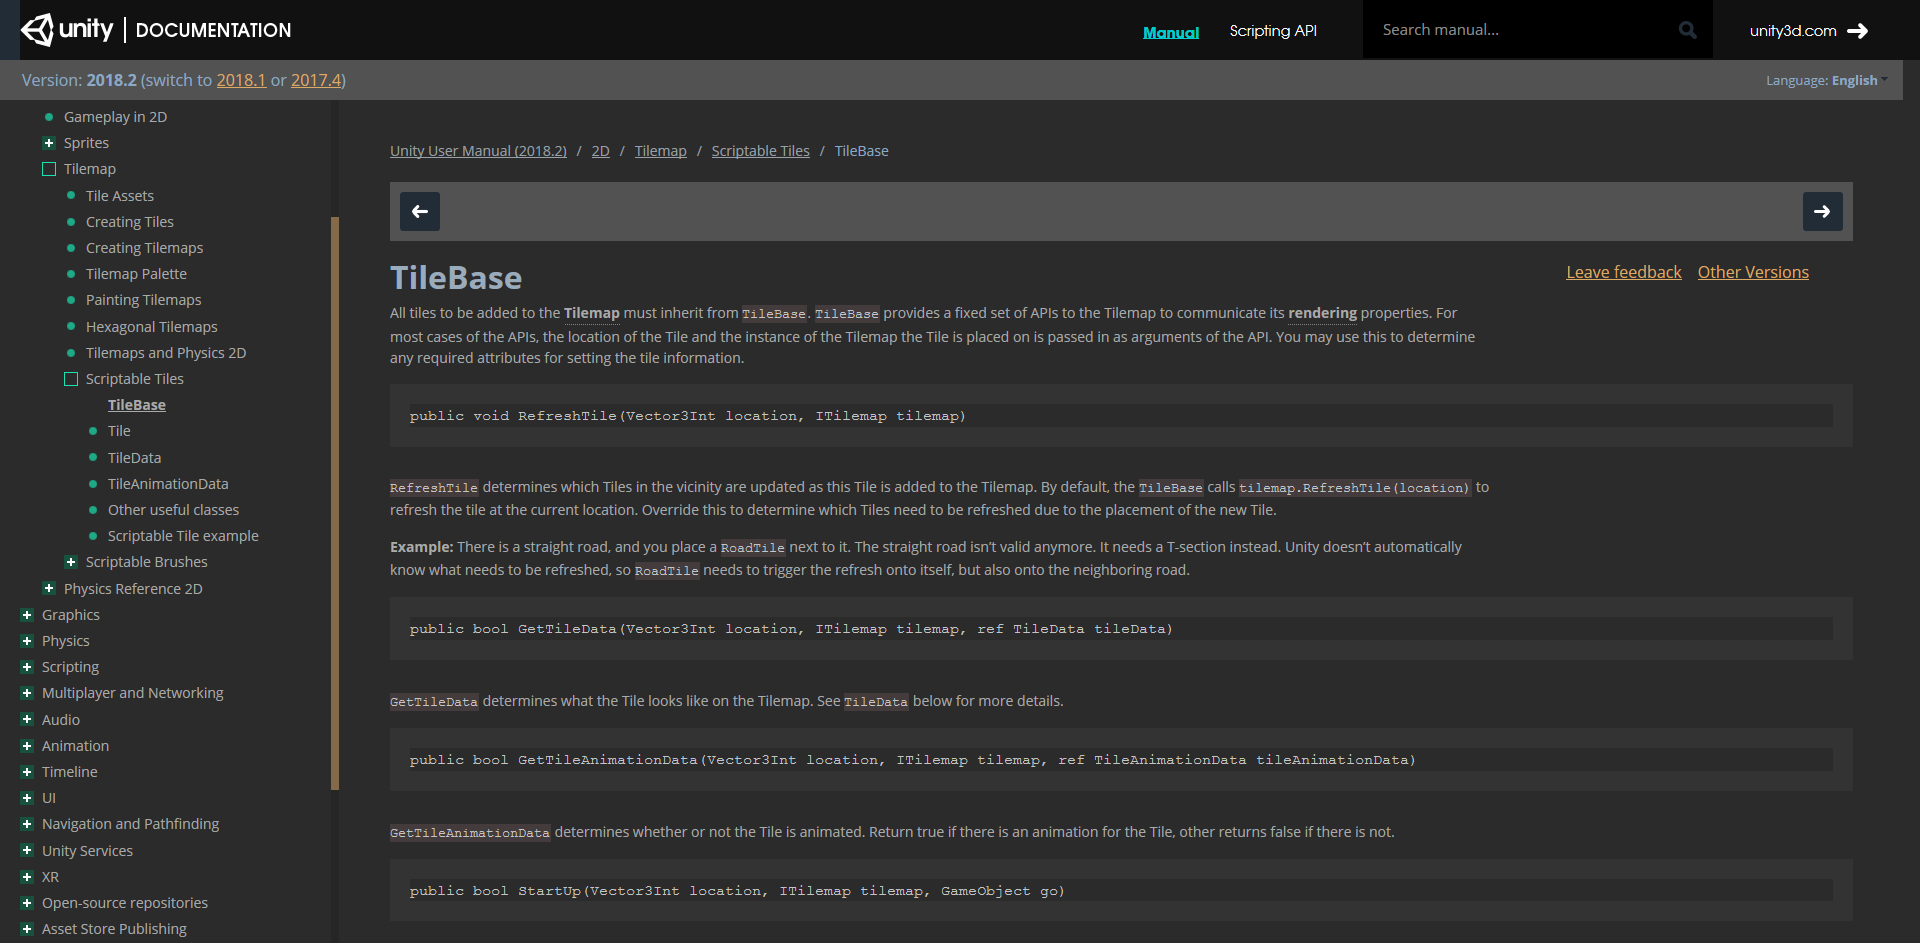 unity | DOCUMENTATION
Manual
Scripting API
Search manual...
unity3d.com
Version: 2018.2 (switch to 2018.1 or 2017.4)
Language: English
Gameplay in 2D
Sprites
Tilemap
Tile Assets
Creating Tiles
Creating Tilemaps
Tilemap Palette
Painting Tilemaps
Hexagonal Tilemaps
Tilemaps and Physics 2D
Scriptable Tiles
TileBase
Tile
TileData
TileAnimationData
Other useful classes
Scriptable Tile example
Scriptable Brushes
Physics Reference 2D
Graphics
Physics
Scripting
Multiplayer and Networking
Audio
Animation
Timeline
UI
Navigation and Pathfinding
Unity Services
XR
Open-source repositories
Asset Store Publishing
Unity User Manual (2018.2) / 2D / Tilemap / Scriptable Tiles / TileBase
TileBase
Leave feedback
Other Versions
All tiles to be added to the Tilemap must inherit from TileBase. TileBase provides a fixed set of APIs to the Tilemap to communicate its rendering properties. For
most cases of the APIs, the location of the Tile and the instance of the Tilemap the Tile is placed on is passed in as arguments of the API. You may use this to determine
any required attributes for setting the tile information.
public void RefreshTile(Vector3Int location, ITilemap tilemap)
RefreshTile determines which Tiles in the vicinity are updated as this Tile is added to the Tilemap. By default, the TileBase calls tilemap.RefreshTile(location) to
refresh the tile at the current location. Override this to determine which Tiles need to be refreshed due to the placement of the new Tile.
Example: There is a straight road, and you place a RoadTile next to it. The straight road isn't valid anymore. It needs a T-section instead. Unity doesn't automatically
know what needs to be refreshed, so RoadTile needs to trigger the refresh onto itself, but also onto the neighboring road.
public bool GetTileData(Vector3Int location, ITilemap tilemap, ref TileData tileData)
GetTileData determines what the Tile looks like on the Tilemap. See TileData below for more details.
public bool GetTileAnimationData(Vector3Int location, ITilemap tilemap, ref TileAnimationData tileAnimationData)
GetTileAnimationData determines whether or not the Tile is animated. Return true if there is an animation for the Tile, other returns false if there is not.
public bool StartUp(Vector3Int location, ITilemap tilemap, GameObject go)